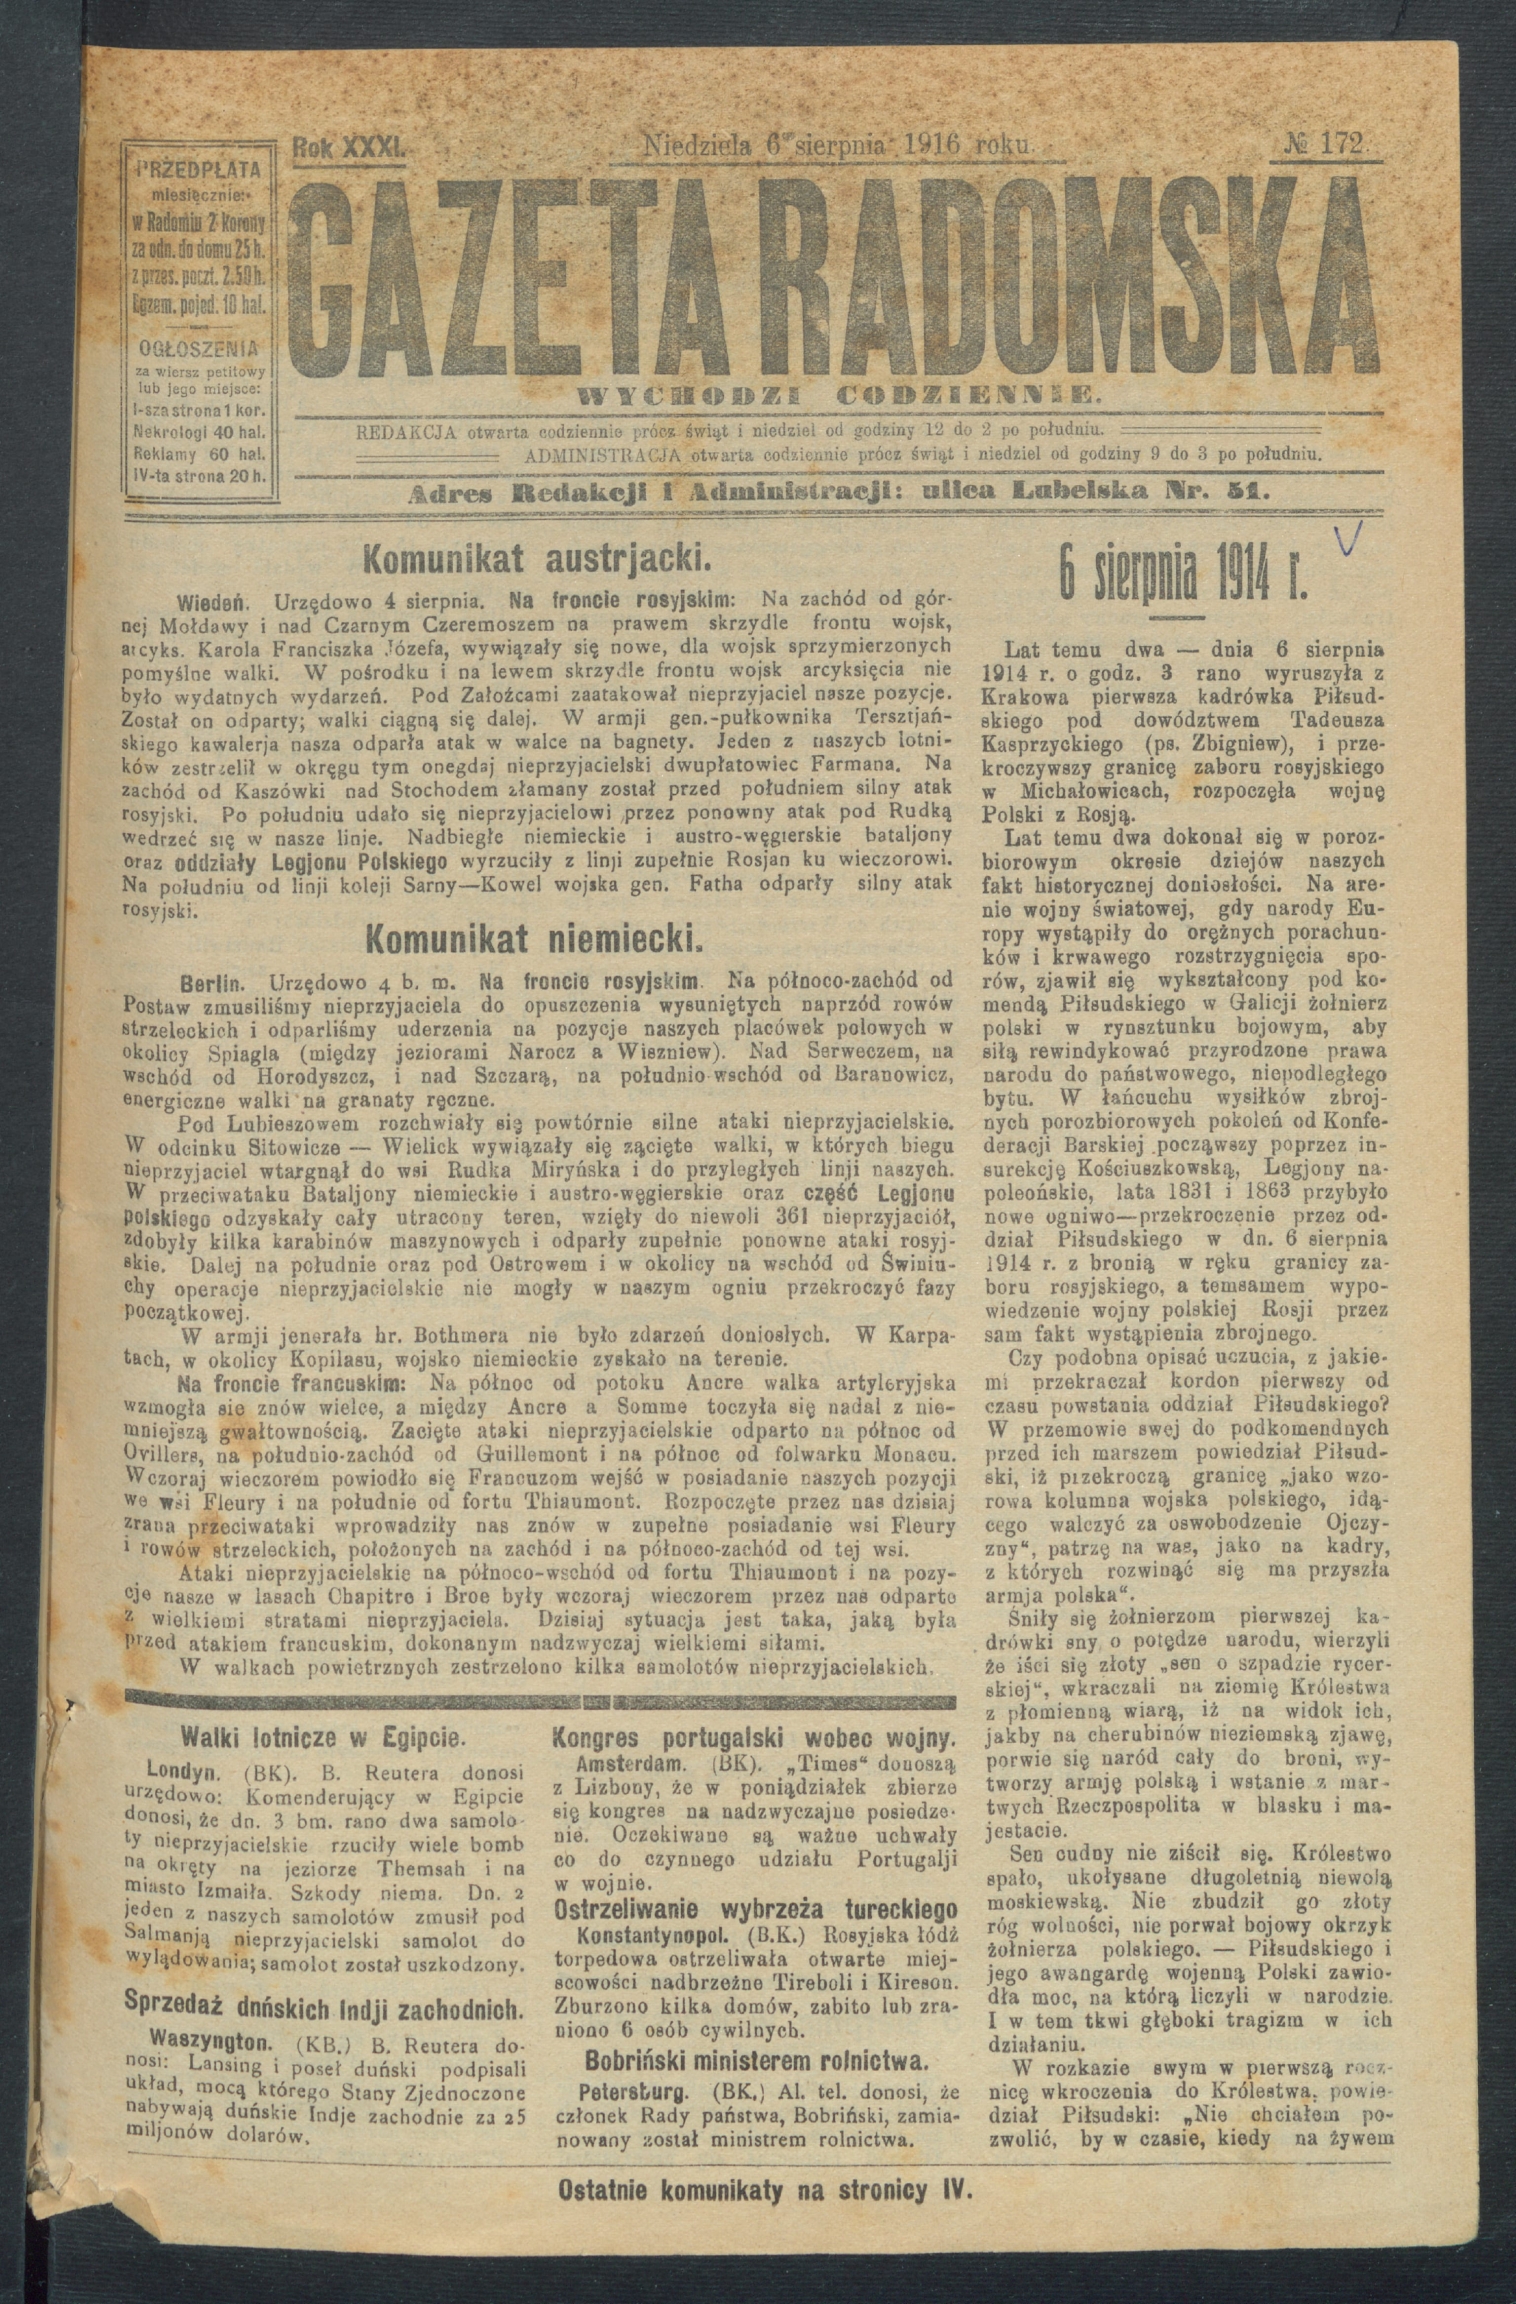 Rok XXXI.
Niedziela 6 sierpnia 1916 roku.
№ 172.
PRZEDPŁATA
miesięcznie:
w Radomiu 2 korony
za odn. do domu 25 h.
z przes. poczt. 2.50 h.
Egzem. pojed. 10 hal.
OGŁOSZENIA
za wiersz petitowy
lub jego miejsce:
I-sza strona 1 kor.
Nekrologi 40 hal.
Reklamy 60 hal.
IV-ta strona 20 h.
GAZETA RADOMSKA
WYCHODZI CODZIENNIE.
REDAKCJA otwarta codziennie prócz świąt i niedziel od godziny 12 do 2 po południu.
ADMINISTRACJA otwarta codziennie prócz świąt i niedziel od godziny 9 do 3 po południu.
Adres Redakcji i Administracji: ulica Lubelska Nr. 51.
Komunikat austrjacki.
Wiedeń. Urzędowo 4 sierpnia. Na froncie rosyjskim: Na zachód od gór-
nej Mołdawy i nad Czarnym Czeremoszem na prawem skrzydle frontu wojsk,
arcyks. Karola Franciszka Józefa, wywiązały się nowe, dla wojsk sprzymierzonych
pomyślne walki. W pośrodku i na lewem skrzydle frontu wojsk arcyksięcia nie
było wydatnych wydarzeń. Pod Załoźcami zaatakował nieprzyjaciel nasze pozycje.
Został on odparty; walki ciągną się dalej. W armji gen.-pułkownika Tersztjań-
skiego kawalerja nasza odparła atak w walce na bagnety. Jeden z naszych lotni-
ków zestrzelił w okręgu tym onegdaj nieprzyjacielski dwupłatowiec Farmana. Na
zachód od Kaszówki nad Stochodem złamany został przed południem silny atak
rosyjski. Po południu udało się nieprzyjacielowi przez ponowny atak pod Rudką
wedrzeć się w nasze linje. Nadbiegłe niemieckie i austro-węgierskie bataljony
oraz oddziały Legjonu Polskiego wyrzuciły z linji zupełnie Rosjan ku wieczorowi.
Na południu od linji koleji Sarny—Kowel wojska gen. Fatha odparły silny atak
rosyjski.
Komunikat niemiecki.
Berlin. Urzędowo 4 b. m. Na froncie rosyjskim. Na północo-zachód od
Postaw zmusiliśmy nieprzyjaciela do opuszczenia wysuniętych naprzód rowów
strzeleckich i odparliśmy uderzenia na pozycje naszych placówek polowych w
okolicy Spiagla (między jeziorami Narocz a Wiszniew). Nad Serweczem, na
wschód od Horodyszcz, i nad Szczarą, na południo-wschód od Baranowicz,
energiczne walki na granaty ręczne.
Pod Lubieszowem rozchwiały się powtórnie silne ataki nieprzyjacielskie.
W odcinku Sitowicze — Wielick wywiązały się zącięte walki, w których biegu
nieprzyjaciel wtargnął do wsi Rudka Miryńska i do przyległych linji naszych.
W przeciwataku Bataljony niemieckie i austro-węgierskie oraz część Legjonu
polskiego odzyskały cały utracony teren, wzięły do niewoli 361 nieprzyjaciół,
zdobyły kilka karabinów maszynowych i odparły zupełnie ponowne ataki rosyj-
skie. Dalej na południe oraz pod Ostrowem i w okolicy na wschód od Świniu-
chy operacje nieprzyjacielskie nie mogły w naszym ogniu przekroczyć fazy
początkowej.
W armji jenerała hr. Bothmera nie było zdarzeń doniosłych. W Karpa-
tach, w okolicy Kopilasu, wojsko niemieckie zyskało na terenie.
Na froncie francuskim: Na północ od potoku Ancre walka artyleryjska
wzmogła sie znów wielce, a między Ancre a Somme toczyła się nadal z nie-
mniejszą gwałtownością. Zacięte ataki nieprzyjacielskie odparto na północ od
Ovillers, na południo-zachód od Guillemont i na północ od folwarku Monacu.
Wczoraj wieczorem powiodło się Francuzom wejść w posiadanie naszych pozycji
we wsi Fleury i na południe od fortu Thiaumont. Rozpoczęte przez nas dzisiaj
zrana przeciwataki wprowadziły nas znów w zupełne posiadanie wsi Fleury
i rowów strzeleckich, położonych na zachód i na północo-zachód od tej wsi.
Ataki nieprzyjacielskie na północo-wschód od fortu Thiaumont i na pozy-
cje nasze w lasach Chapitre i Broe były wczoraj wieczorem przez nas odparte
z wielkiemi stratami nieprzyjaciela. Dzisiaj sytuacja jest taka, jaką była
przed atakiem francuskim, dokonanym nadzwyczaj wielkiemi siłami.
W walkach powietrznych zestrzelono kilka samolotów nieprzyjacielskich.
Walki lotnicze w Egipcie.
Londyn. (BK). B. Reutera donosi
urzędowo: Komenderujący w Egipcie
donosi, że dn. 3 bm. rano dwa samolo-
ty nieprzyjacielskie rzuciły wiele bomb
na okręty na jeziorze Themsah i na
miasto Izmaiła. Szkody niema. Dn. 2
jeden z naszych samolotów zmusił pod
Salmanją nieprzyjacielski samolot do
wylądowania; samolot został uszkodzony.
Sprzedaż dnńskich Indji zachodnich.
Waszyngton. (KB.) B. Reutera do-
nosi: Lansing i poseł duński podpisali
układ, mocą którego Stany Zjednoczone
nabywają duńskie Indje zachodnie za 25
miljonów dolarów.
Kongres portugalski wobec wojny.
Amsterdam. (BK). „Times“ donoszą
z Lizbony, że w poniądziałek zbierze
się kongres na nadzwyczajne posiedze-
nie. Oczekiwane są ważne uchwały
co do czynnego udziału Portugalji
w wojnie.
Ostrzeliwanie wybrzeża tureckiego
Konstantynopol. (B.K.) Rosyjska łódź
torpedowa ostrzeliwała otwarte miej-
scowości nadbrzeżne Tireboli i Kireson.
Zburzono kilka domów, zabito lub zra-
niono 6 osób cywilnych.
Bobriński ministerem rolnictwa.
Petersburg. (BK.) Al. tel. donosi, że
członek Rady państwa, Bobriński, zamia-
nowany został ministrem rolnictwa.
6 sierpnia 1914 r.
Lat temu dwa — dnia 6 sierpnia
1914 r. o godz. 3 rano wyruszyła z
Krakowa pierwsza kadrówka Piłsud-
skiego pod dowództwem Tadeusza
Kasprzyckiego (ps. Zbigniew), i prze-
kroczywszy granicę zaboru rosyjskiego
w Michałowicach, rozpoczęła wojnę
Polski z Rosją.
Lat temu dwa dokonał się w poroz-
biorowym okresie dziejów naszych
fakt historycznej doniosłości. Na are-
nie wojny światowej, gdy narody Eu-
ropy wystąpiły do orężnych porachun-
ków i krwawego rozstrzygnięcia spo-
rów, zjawił się wykształcony pod ko-
mendą Piłsudskiego w Galicji żołnierz
polski w rynsztunku bojowym, aby
siłą rewindykować przyrodzone prawa
narodu do państwowego, niepodległego
bytu. W łańcuchu wysiłków zbroj-
nych porozbiorowych pokoleń od Konfe-
deracji Barskiej począwszy poprzez in-
surekcję Kościuszkowską, Legjony na-
poleońskie, lata 1831 i 1863 przybyło
nowe ogniwo—przekroczenie przez od-
dział Piłsudskiego w dn. 6 sierpnia
1914 r. z bronią w ręku granicy za-
boru rosyjskiego, a temsamem wypo-
wiedzenie wojny polskiej Rosji przez
sam fakt wystąpienia zbrojnego.
Czy podobna opisać uczucia, z jakie-
mi przekraczał kordon pierwszy od
czasu powstania oddział Piłsudskiego?
W przemowie swej do podkomendnych
przed ich marszem powiedział Piłsud-
ski, iż przekroczą granicę „jako wzo-
rowa kolumna wojska polskiego, idą-
cego walczyć za oswobodzenie Ojczy-
zny“, patrzę na was, jako na kadry,
z których rozwinąć się ma przyszła
armja polska“.
Śniły się żołnierzom pierwszej ka-
drówki sny o potędze narodu, wierzyli
że iści się złoty „sen o szpadzie rycer-
skiej“, wkraczali na ziemię Królestwa
z płomienną wiarą, iż na widok ich,
jakby na cherubinów nieziemską zjawę,
porwie się naród cały do broni, wy-
tworzy armję polską i wstanie z mar-
twych Rzeczpospolita w blasku i ma-
jestacie.
Sen cudny nie ziścił się. Królestwo
spało, ukołysane długoletnią niewolą
moskiewską. Nie zbudził go złoty
róg wolności, nie porwał bojowy okrzyk
żołnierza polskiego. — Piłsudskiego i
jego awangardę wojenną Polski zawio-
dła moc, na którą liczyli w narodzie.
I w tem tkwi głęboki tragizm w ich
działaniu.
W rozkazie swym w pierwszą rocz-
nicę wkroczenia do Królestwa, powie-
dział Piłsudski: „Nie chciałem po-
zwolić, by w czasie, kiedy na żywem
Ostatnie komunikaty na stronicy IV.